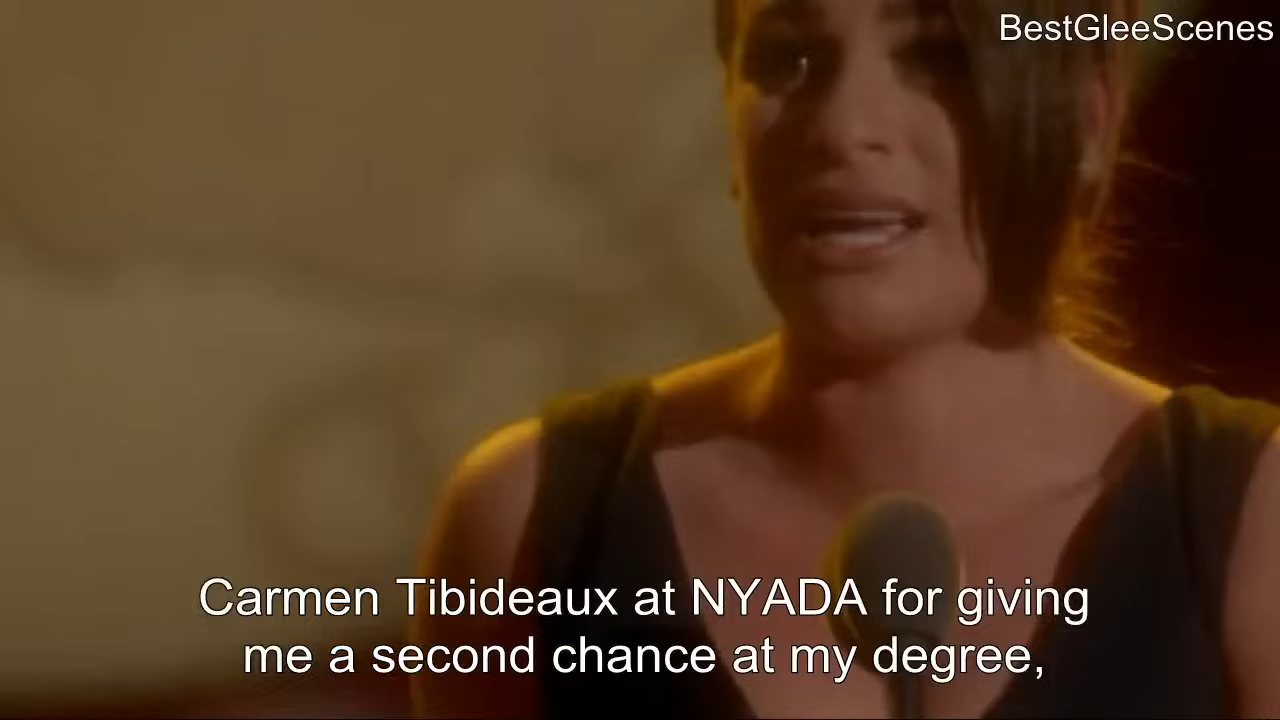 BestGleeScenes
Carmen Tibideaux at NYADA for giving
me a second chance at my degree,